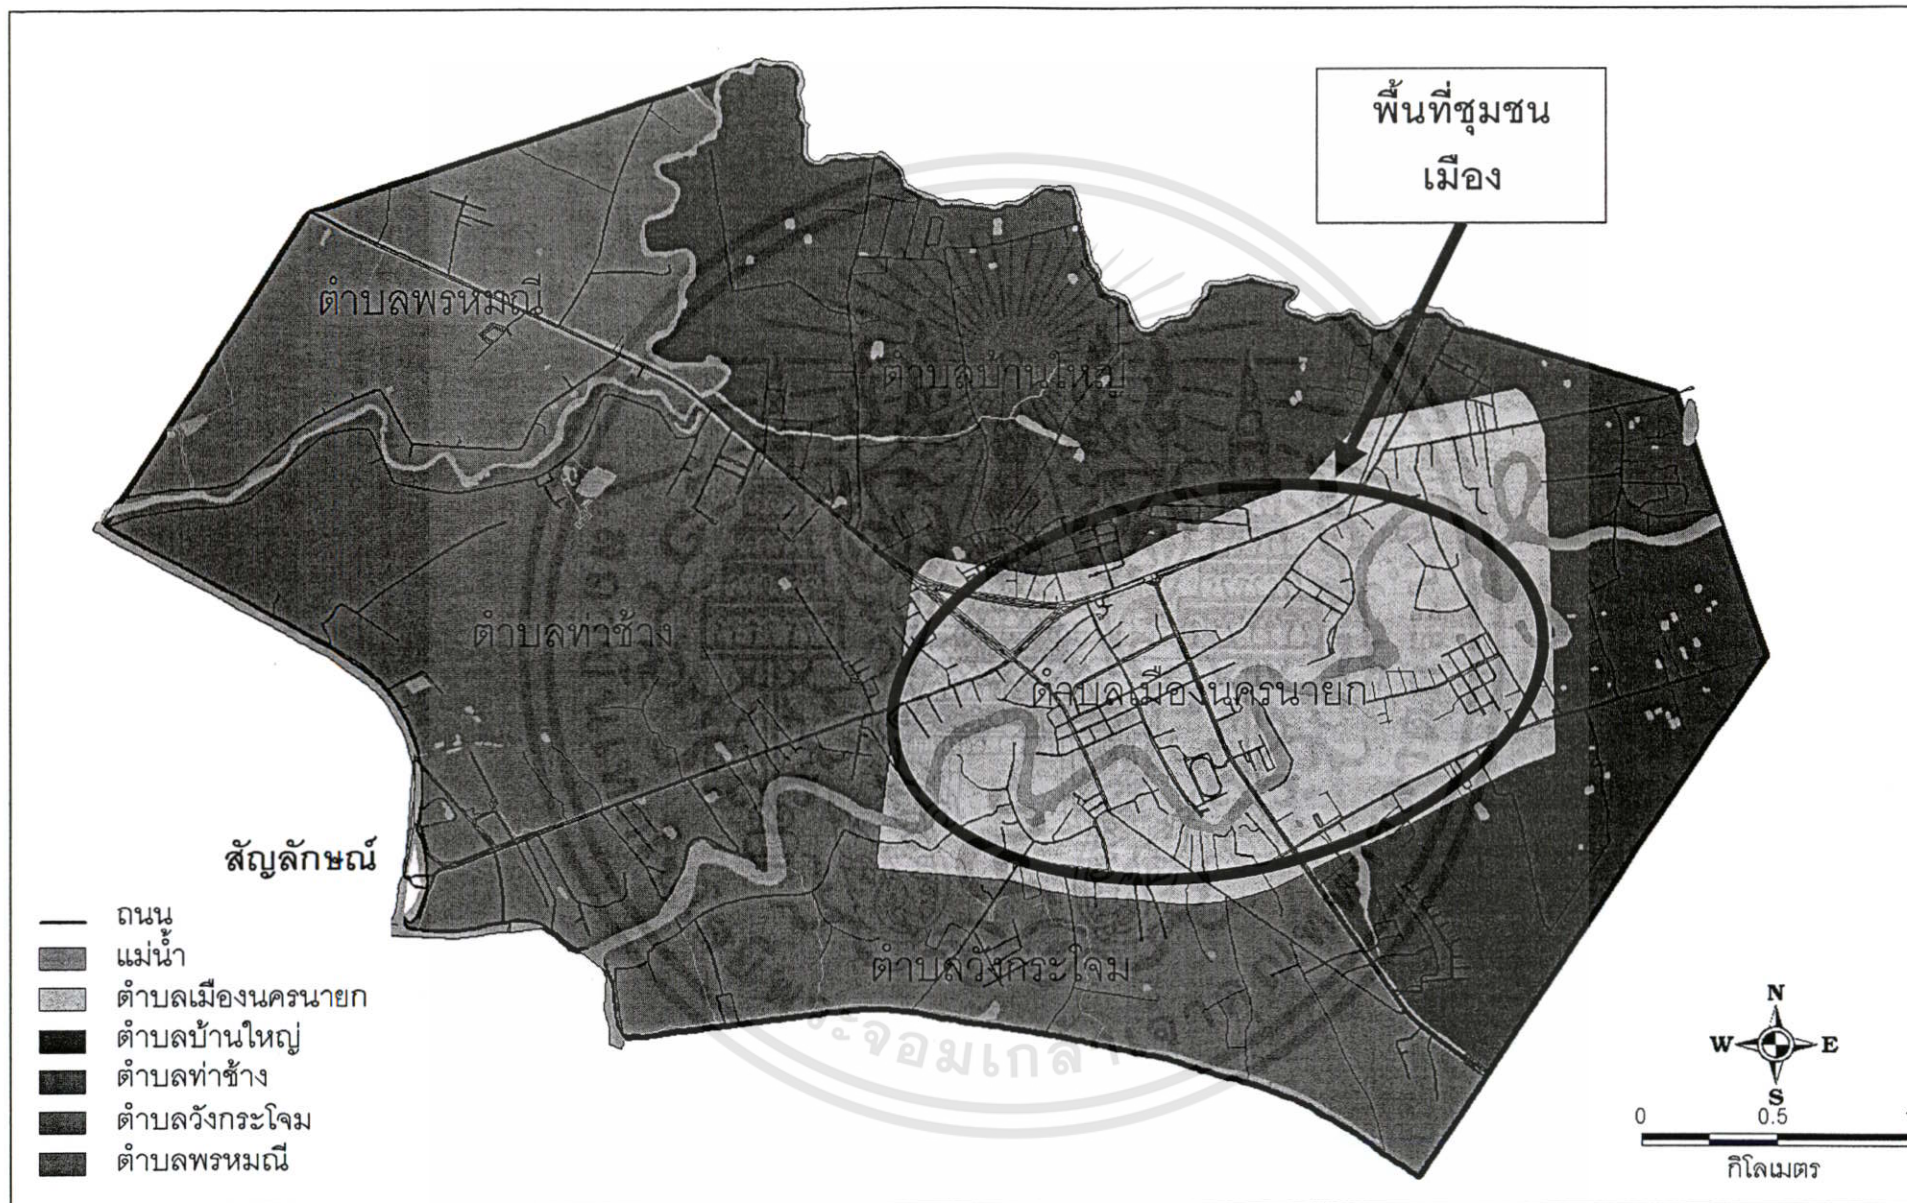 พื้นที่ชุมชน
เมือง
ตำบลพรหมณี
ตำบลบ้านใหญ่
ตำบลท่าช้าง
ตำบลเมืองนครนายก
ตำบลวังกระโจม
สัญลักษณ์
ถนน
แม่น้ำ
ตำบลเมืองนครนายก
ตำบลบ้านใหญ่
ตำบลท่าช้าง
ตำบลวังกระโจม
ตำบลพรหมณี
N
W E
S
0 0.5
กิโลเมตร